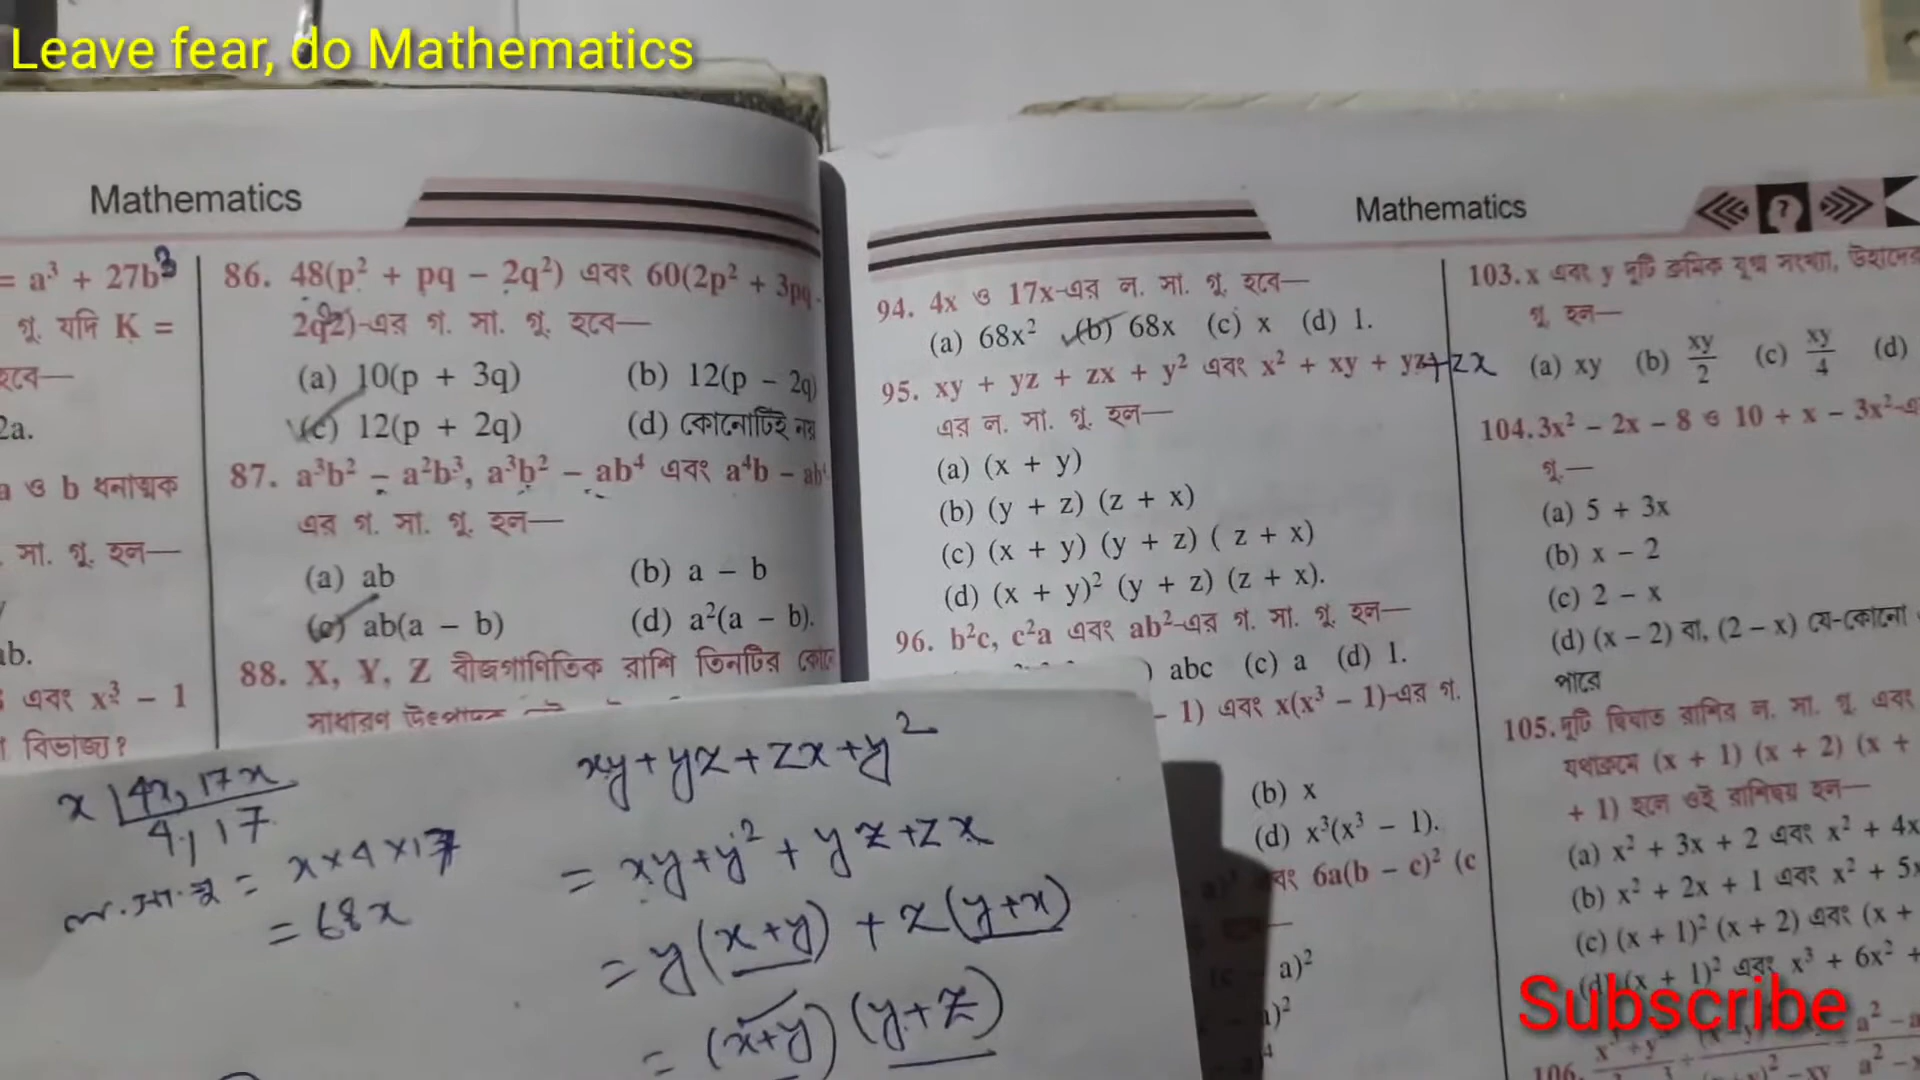 Leave fear, do Mathematics
Mathematics
= a³ + 27b³
গু. যদি K =
হবে—
2a.
a ও b ধনাত্মক
সা. গু. হল—
ab.
এবং x³ − 1
বিভাজ্য?
86. 48(p² + pq − 2q²) এবং 60(2p² + 3pq
2q2)-এর গ. সা. গু. হবে—
(a) 10(p + 3q) (b) 12(p − 2q)
(c) 12(p + 2q) (d) কোনোটিই নয়
87. a³b² − a²b³, a³b² − ab⁴ এবং a⁴b − ab⁴
এর গ. সা. গু. হল—
(a) ab (b) a − b
(c) ab(a − b) (d) a²(a − b).
88. X, Y, Z বীজগাণিতিক রাশি তিনটির
সাধারণ
Mathematics
94. 4x ও 17x-এর ল. সা. গু. হবে—
(a) 68x² (b) 68x (c) x (d) 1.
95. xy + yz + zx + y² এবং x² + xy + yz + zx
এর ল. সা. গু. হল—
(a) (x + y)
(b) (y + z) (z + x)
(c) (x + y) (y + z) ( z + x)
(d) (x + y)² (y + z) (z + x).
96. b²c, c²a এবং ab²-এর গ. সা. গু. হল—
) abc (c) a (d) 1.
− 1) এবং x(x³ − 1)-এর গ.
(b) x
(d) x³(x³ − 1).
এবং 6a(b − c)² (c
a)²
103. x এবং y দুটি ক্রমিক যুগ্ম সংখ্যা, উহাদের
গু. হল—
(a) xy (b) xy/2 (c) xy/4 (d)
104. 3x² − 2x − 8 ও 10 + x − 3x²-এ
গু.—
(a) 5 + 3x
(b) x − 2
(c) 2 − x
(d) (x − 2) বা, (2 − x) যে-কোনো
পারে
105. দুটি দ্বিঘাত রাশির ল. সা. গু. এবং
যথাক্রমে (x + 1) (x + 2) (x +
+ 1) হলে ওই রাশিদ্বয় হল—
(a) x² + 3x + 2 এবং x² + 4x
(b) x² + 2x + 1 এবং x² + 5x
(c) (x + 1)² (x + 2) এবং (x +
(d) (x + 1)² এবং x³ + 6x² +
106.
x | 4x, 17x
4, 17
ল.সা.গু = x × 4 × 17
= 68x
xy + yz + zx + y²
= xy + y² + yz + zx
= y(x+y) + z(y+x)
= (x+y) (y+z)
Subscribe